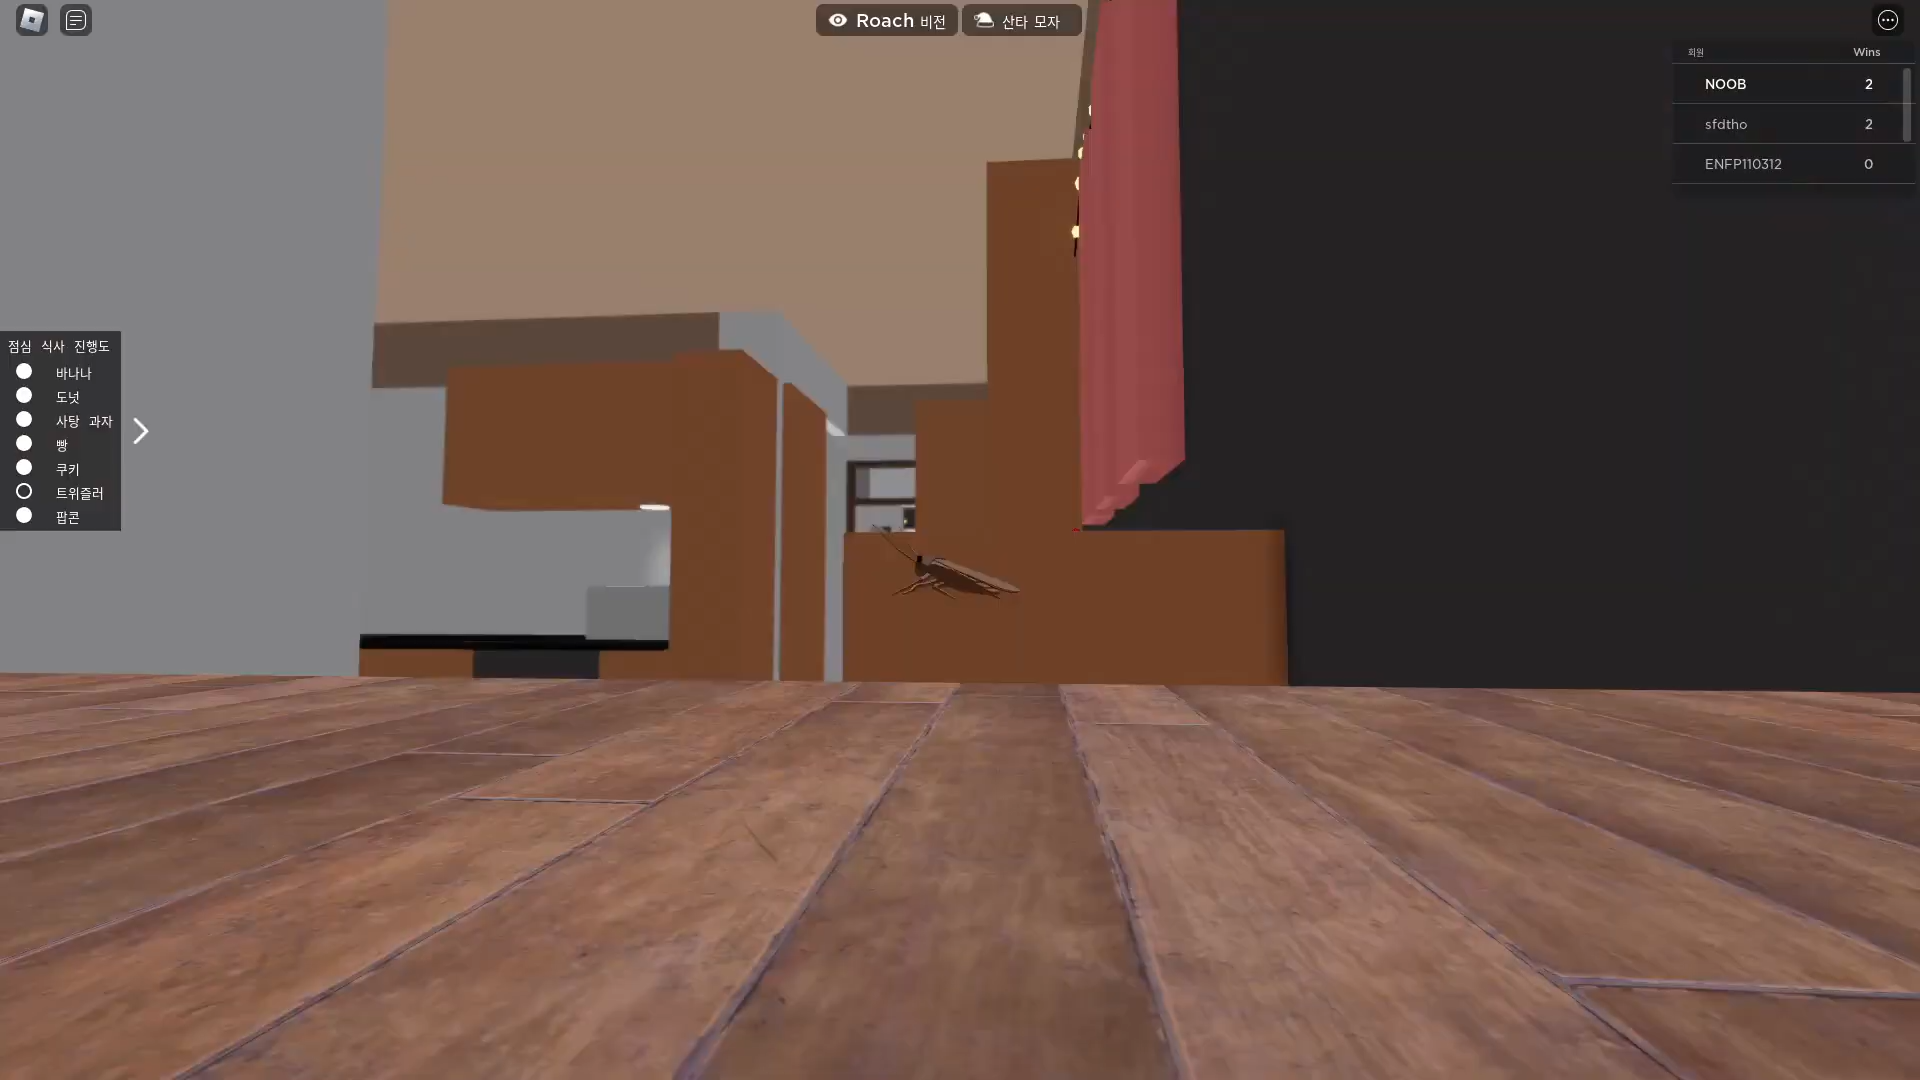 Roach 비전
산타 모자
회원 Wins
NOOB 2
sfdtho 2
ENFP110312 0
점심 식사 진행도
바나나
도넛
사탕 과자
빵
쿠키
트위즐러
팝콘